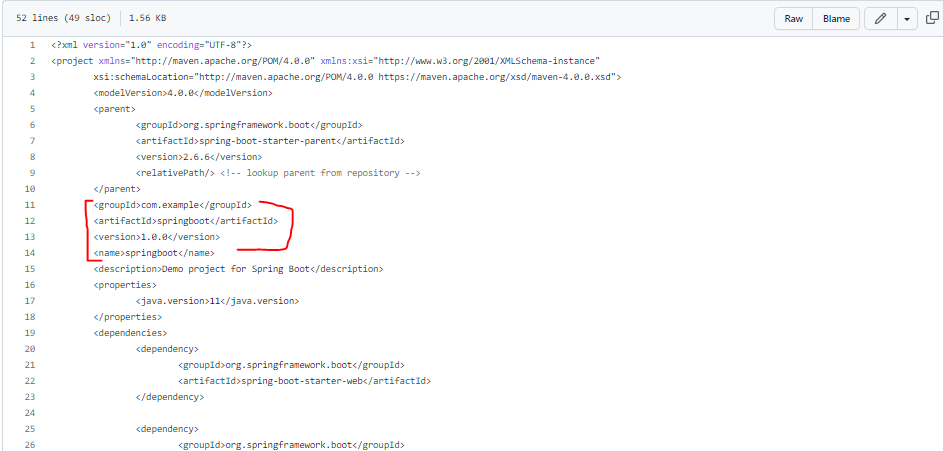 52 lines (49 sloc) 1.56 KB Raw Blame
1 <?xml version="1.0" encoding="UTF-8"?>
2 <project xmlns="http://maven.apache.org/POM/4.0.0" xmlns:xsi="http://www.w3.org/2001/XMLSchema-instance"
3 xsi:schemaLocation="http://maven.apache.org/POM/4.0.0 https://maven.apache.org/xsd/maven-4.0.0.xsd">
4 <modelVersion>4.0.0</modelVersion>
5 <parent>
6 <groupId>org.springframework.boot</groupId>
7 <artifactId>spring-boot-starter-parent</artifactId>
8 <version>2.6.6</version>
9 <relativePath/> <!-- lookup parent from repository -->
10 </parent>
11 <groupId>com.example</groupId>
12 <artifactId>springboot</artifactId>
13 <version>1.0.0</version>
14 <name>springboot</name>
15 <description>Demo project for Spring Boot</description>
16 <properties>
17 <java.version>11</java.version>
18 </properties>
19 <dependencies>
20 <dependency>
21 <groupId>org.springframework.boot</groupId>
22 <artifactId>spring-boot-starter-web</artifactId>
23 </dependency>
24
25 <dependency>
26 <groupId>org.springframework.boot</groupId>